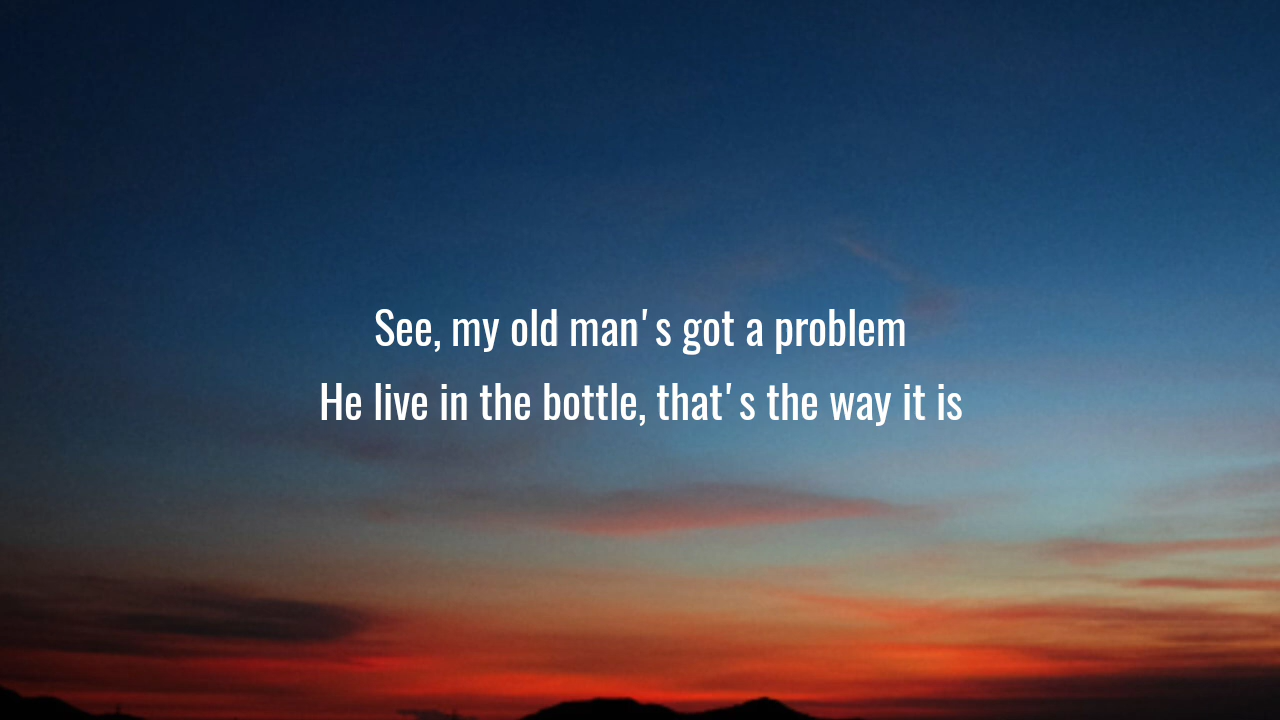 See, my old man's got a problem
He live in the bottle, that's the way it is